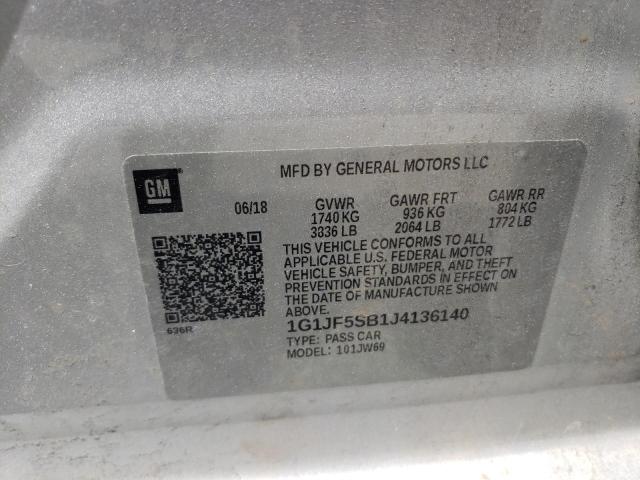 MFD BY GENERAL MOTORS LLC
GM
06/18 GVWR GAWR FRT GAWR RR
1740 KG 936 KG 804 KG
3836 LB 2064 LB 1772 LB
THIS VEHICLE CONFORMS TO ALL
APPLICABLE U.S. FEDERAL MOTOR
VEHICLE SAFETY, BUMPER, AND THEFT
PREVENTION STANDARDS IN EFFECT ON
THE DATE OF MANUFACTURE SHOWN
ABOVE.
636R
1G1JF5SB1J4136140
TYPE: PASS CAR
MODEL: 101JW69